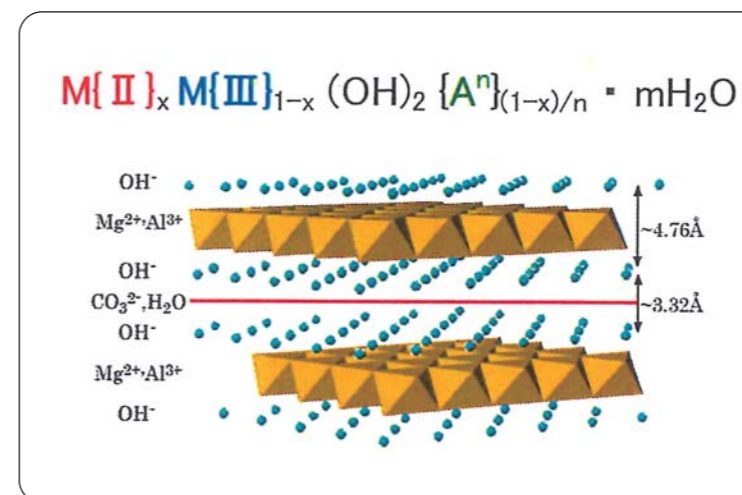 M{Ⅱ}ₓM{Ⅲ}₁₋ₓ(OH)₂{Aⁿ}₍₁₋ₓ₎/ₙ・mH₂O
OH⁻
Mg²⁺,Al³⁺
~4.76Å
OH⁻
CO₃²⁻,H₂O
~3.32Å
OH⁻
Mg²⁺,Al³⁺
OH⁻